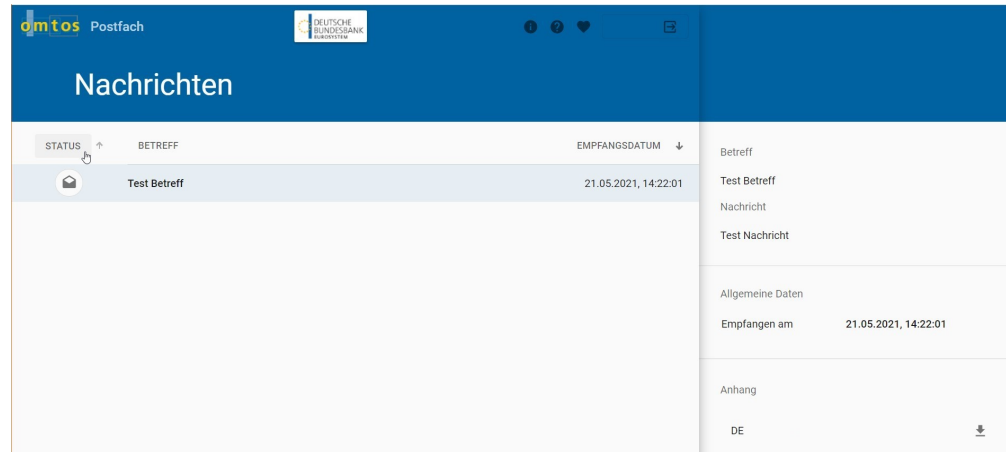 omtos Postfach
DEUTSCHE
BUNDESBANK
EUROSYSTEM
Nachrichten
STATUS BETREFF EMPFANGSDATUM
Test Betreff 21.05.2021, 14:22:01
Betreff
Test Betreff
Nachricht
Test Nachricht
Allgemeine Daten
Empfangen am 21.05.2021, 14:22:01
Anhang
DE